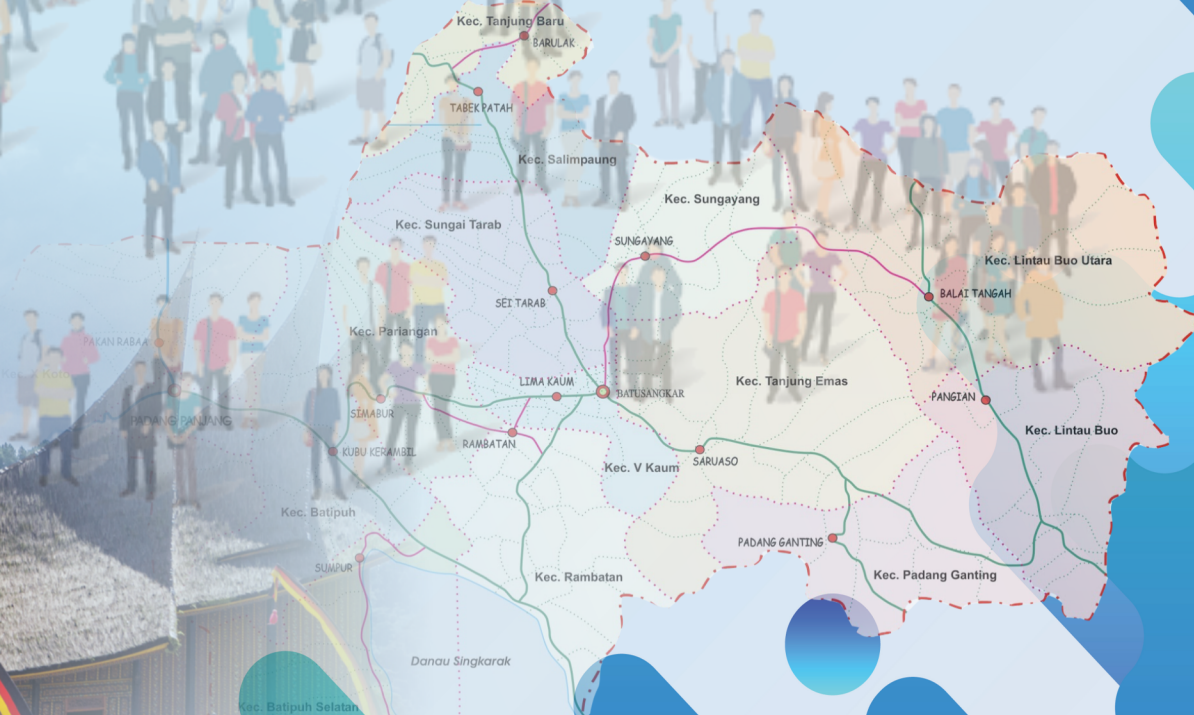 Kec. Tanjung Baru
BARULAK
TABEK PATAH
Kec. Salimpaung
Kec. Sungayang
Kec. Sungai Tarab
SUNGAYANG
Kec. Lintau Buo Utara
BALAI TANGAH
SEI TARAB
Kec. Pariangan
PAKAN RABAA
LIMA KAUM
BATUSANGKAR
Kec. Tanjung Emas
PANGIAN
SIMABUR
PADANG PANJANG
Kec. Lintau Buo
RAMBATAN
KUBU KERAMBIL
SARUASO
Kec. V Kaum
Kec. Batipuh
PADANG GANTING
SUMPUR
Kec. Rambatan
Kec. Padang Ganting
Danau Singkarak
Kec. Batipuh Selatan